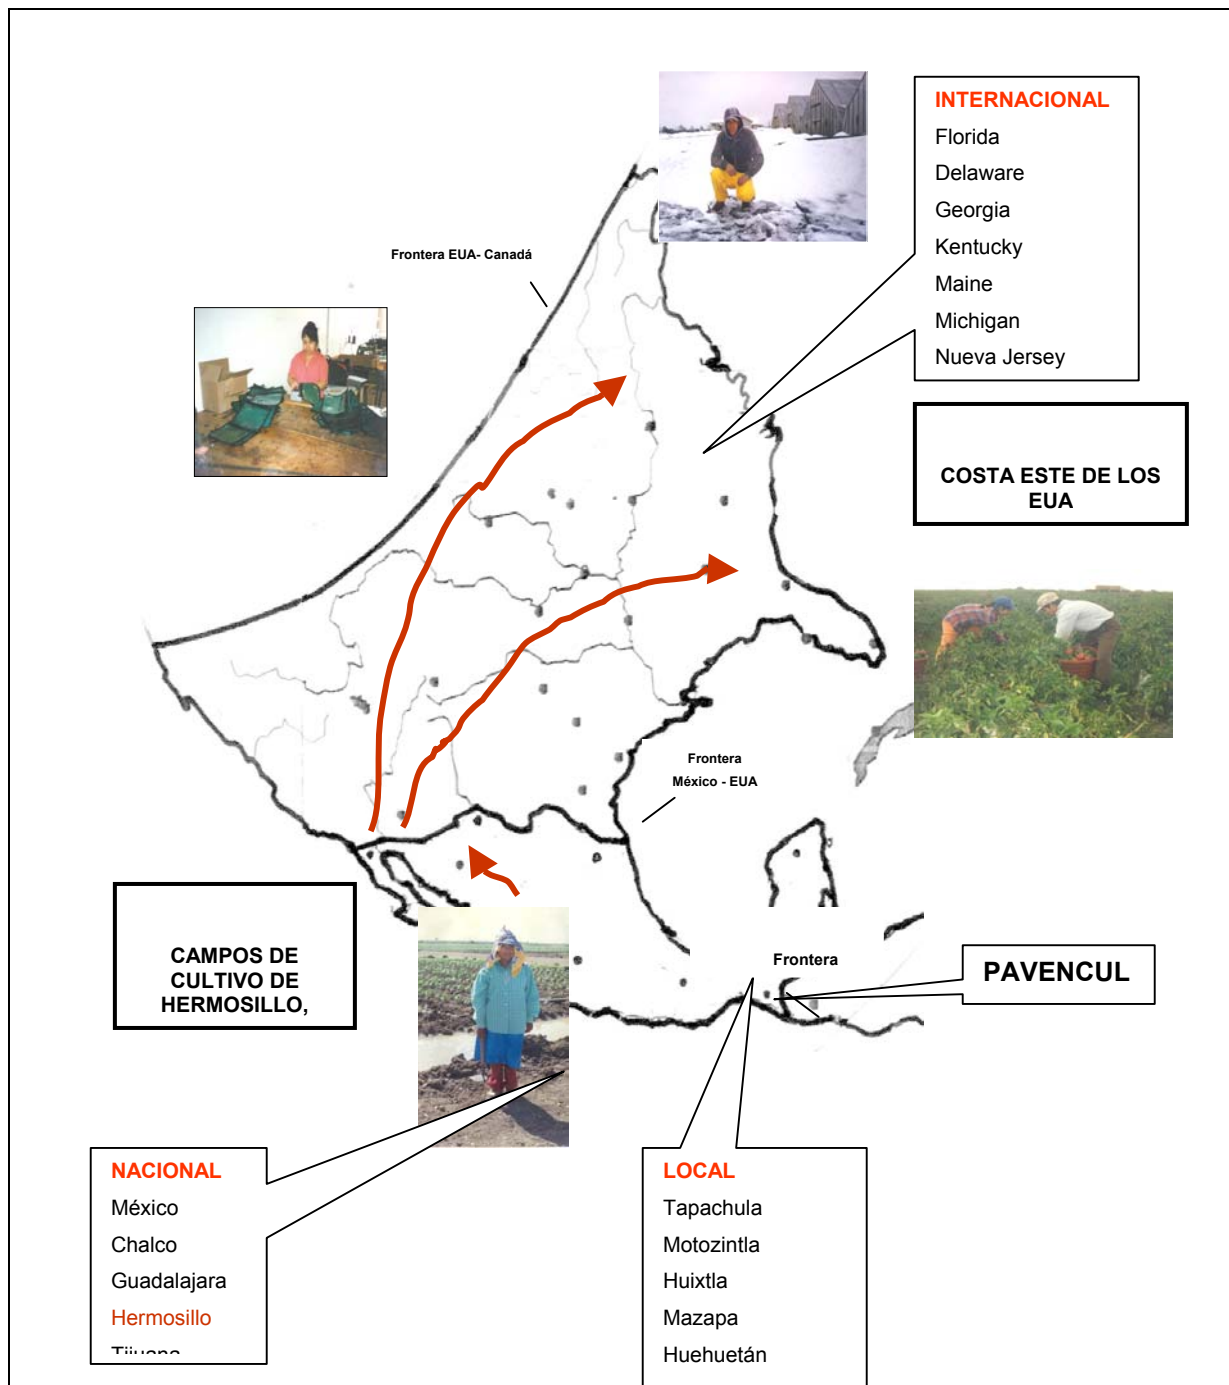 INTERNACIONAL
Florida
Delaware
Georgia
Kentucky
Maine
Michigan
Nueva Jersey
Frontera EUA- Canadá
COSTA ESTE DE LOS
EUA
Frontera
México - EUA
CAMPOS DE
CULTIVO DE
HERMOSILLO,
Frontera
PAVENCUL
NACIONAL
México
Chalco
Guadalajara
Hermosillo
Tijuana
LOCAL
Tapachula
Motozintla
Huixtla
Mazapa
Huehuetán